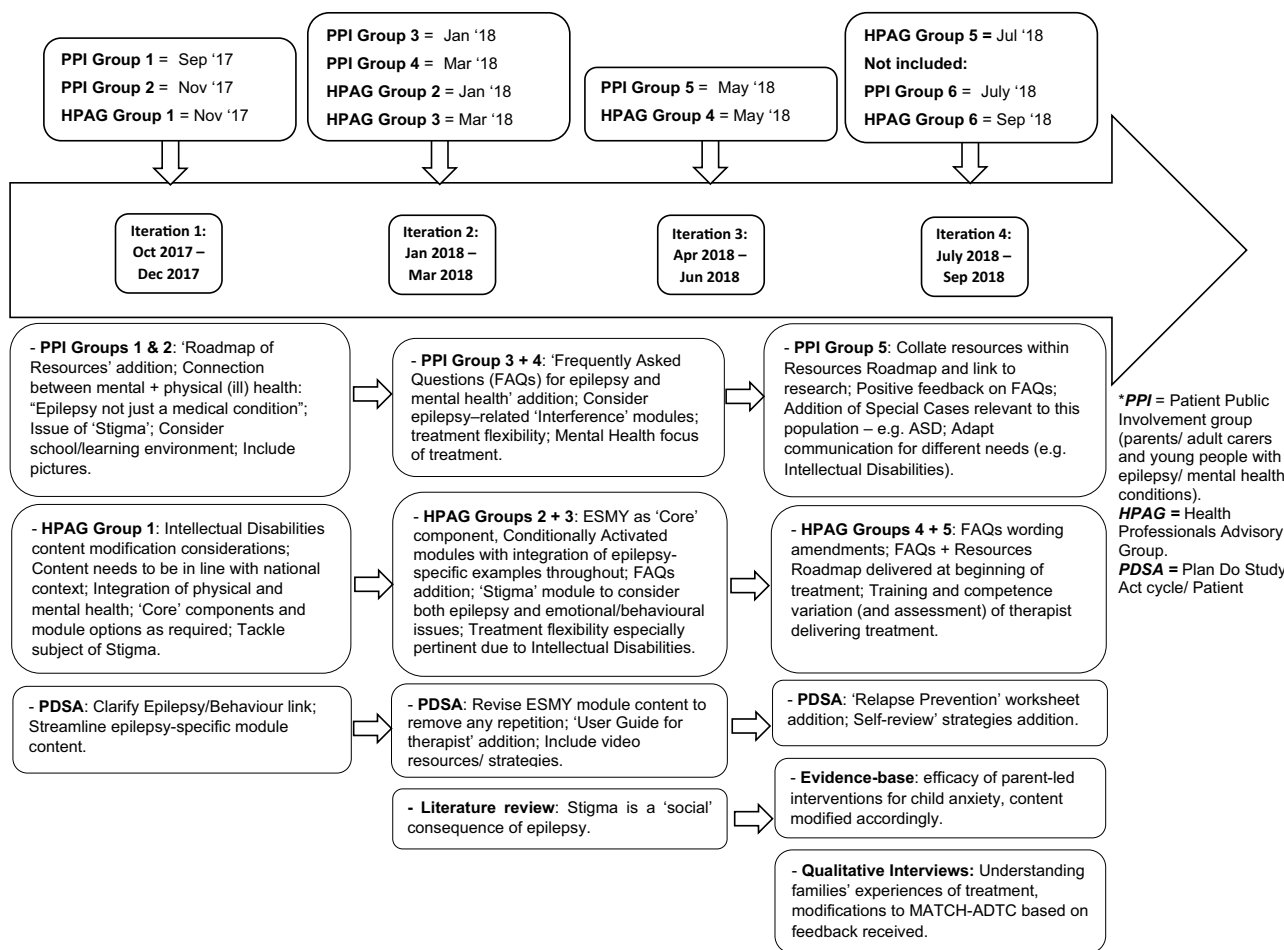 PPI Group 1 = Sep ‘17
PPI Group 2 = Nov ‘17
HPAG Group 1 = Nov ‘17
PPI Group 3 = Jan ‘18
PPI Group 4 = Mar ‘18
HPAG Group 2 = Jan ‘18
HPAG Group 3 = Mar ‘18
PPI Group 5 = May ‘18
HPAG Group 4 = May ‘18
HPAG Group 5 = Jul ‘18
Not included:
PPI Group 6 = July ‘18
HPAG Group 6 = Sep ‘18
Iteration 1:
Oct 2017 –
Dec 2017
Iteration 2:
Jan 2018 –
Mar 2018
Iteration 3:
Apr 2018 –
Jun 2018
Iteration 4:
July 2018 –
Sep 2018
- PPI Groups 1 & 2: ‘Roadmap of
Resources’ addition; Connection
between mental + physical (ill) health:
“Epilepsy not just a medical condition”;
Issue of ‘Stigma’; Consider
school/learning environment; Include
pictures.
- PPI Group 3 + 4: ‘Frequently Asked
Questions (FAQs) for epilepsy and
mental health’ addition; Consider
epilepsy–related ‘Interference’ modules;
treatment flexibility; Mental Health focus
of treatment.
- PPI Group 5: Collate resources within
Resources Roadmap and link to
research; Positive feedback on FAQs;
Addition of Special Cases relevant to this
population – e.g. ASD; Adapt
communication for different needs (e.g.
Intellectual Disabilities).
- HPAG Group 1: Intellectual Disabilities
content modification considerations;
Content needs to be in line with national
context; Integration of physical and
mental health; ‘Core’ components and
module options as required; Tackle
subject of Stigma.
- HPAG Groups 2 + 3: ESMY as ‘Core’
component, Conditionally Activated
modules with integration of epilepsy-
specific examples throughout; FAQs
addition; ‘Stigma’ module to consider
both epilepsy and emotional/behavioural
issues; Treatment flexibility especially
pertinent due to Intellectual Disabilities.
- HPAG Groups 4 + 5: FAQs wording
amendments; FAQs + Resources
Roadmap delivered at beginning of
treatment; Training and competence
variation (and assessment) of therapist
delivering treatment.
- PDSA: Clarify Epilepsy/Behaviour link;
Streamline epilepsy-specific module
content.
- PDSA: Revise ESMY module content to
remove any repetition; ‘User Guide for
therapist’ addition; Include video
resources/ strategies.
- PDSA: ‘Relapse Prevention’ worksheet
addition; Self-review’ strategies addition.
- Literature review: Stigma is a ‘social’
consequence of epilepsy.
- Evidence-base: efficacy of parent-led
interventions for child anxiety, content
modified accordingly.
- Qualitative Interviews: Understanding
families’ experiences of treatment,
modifications to MATCH-ADTC based on
feedback received.
*PPI = Patient Public
Involvement group
(parents/ adult carers
and young people with
epilepsy/ mental health
conditions).
HPAG = Health
Professionals Advisory
Group.
PDSA = Plan Do Study
Act cycle/ Patient